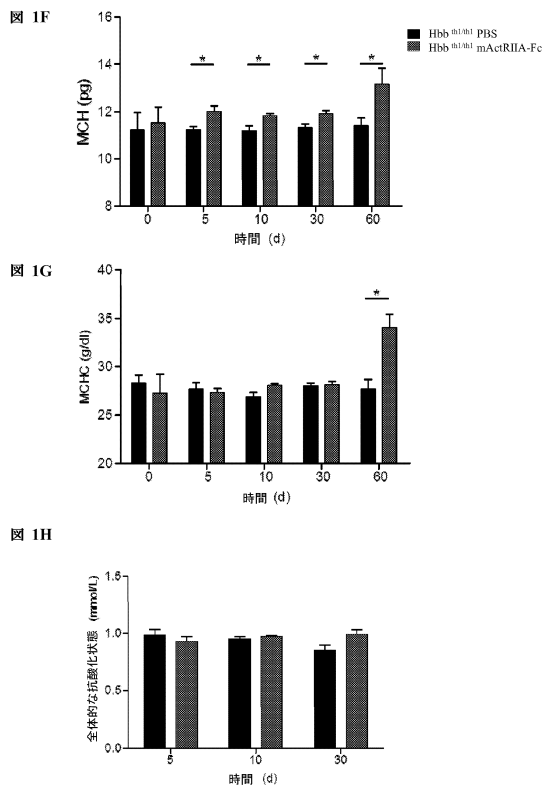 図 1F
Hbb th1/th1 PBS
Hbb th1/th1 mActRIIA-Fc
MCH (pg)
16
14
12
10
8
* * * *
0 5 10 30 60
時間 (d)
図 1G
MCHC (g/dl)
40
35
30
25
20
*
0 5 10 30 60
時間 (d)
図 1H
全体的な抗酸化状態 (mmol/L)
1.5
1.0
0.5
0.0
5 10 30
時間 (d)